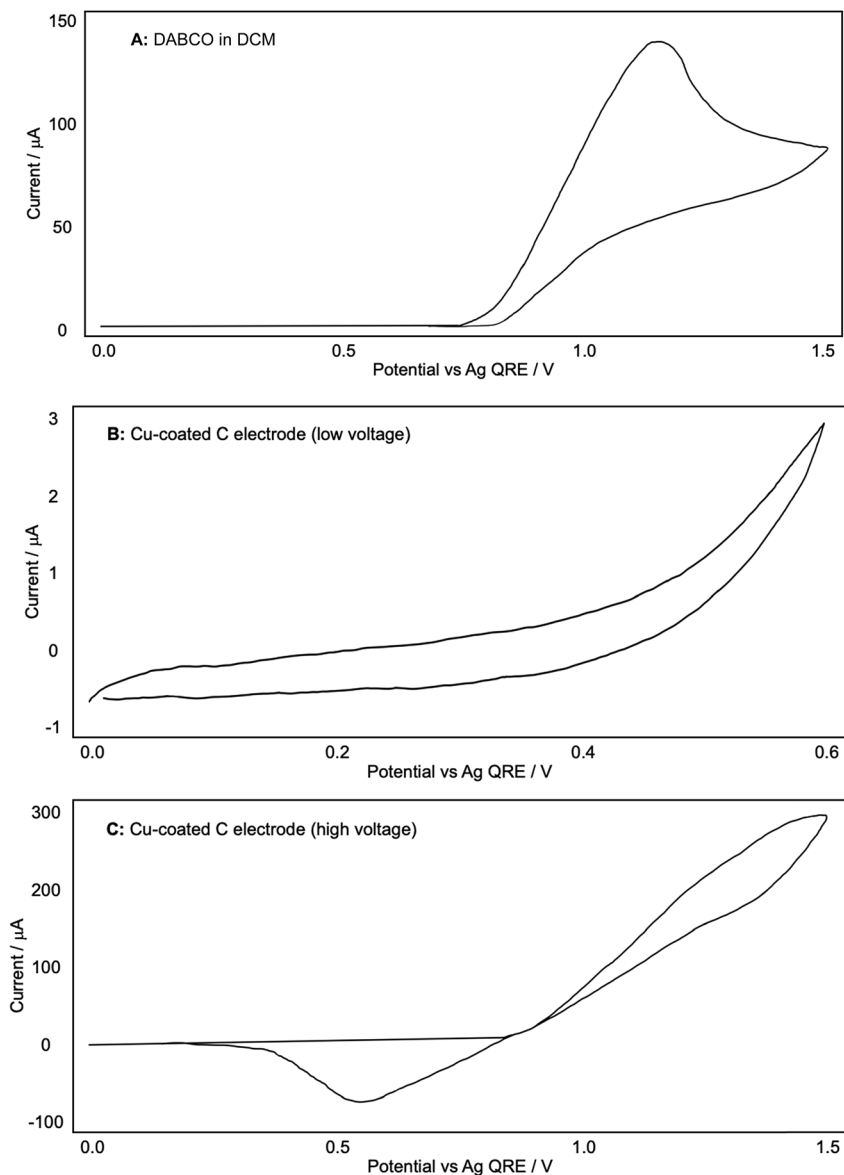 A: DABCO in DCM
150
100
50
0
Current / µA
0.0 0.5 1.0 1.5
Potential vs Ag QRE / V
B: Cu-coated C electrode (low voltage)
3
2
1
0
-1
Current / µA
0.0 0.2 0.4 0.6
Potential vs Ag QRE / V
C: Cu-coated C electrode (high voltage)
300
200
100
0
-100
Current / µA
0.0 0.5 1.0 1.5
Potential vs Ag QRE / V